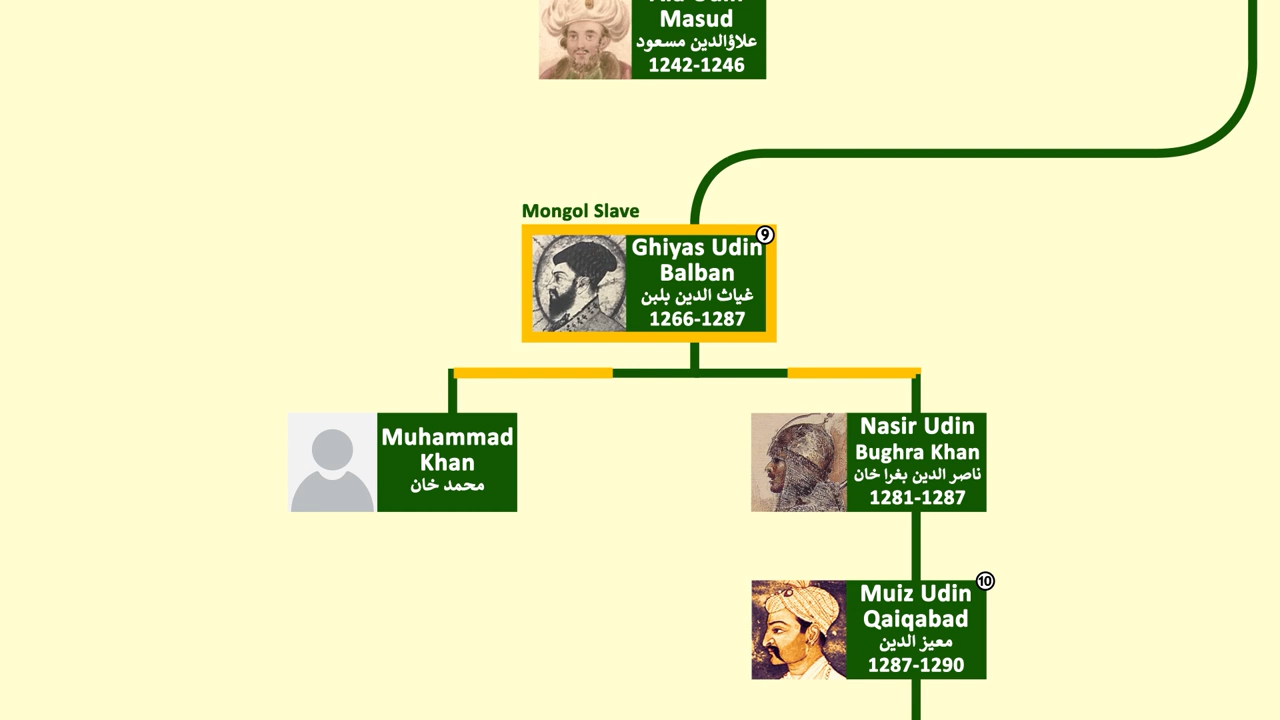 Masud
علاؤالدین مسعود
1242-1246
Mongol Slave
9
Ghiyas Udin
Balban
غیاث الدین بلبن
1266-1287
Muhammad
Khan
محمد خان
Nasir Udin
Bughra Khan
ناصر الدین بغرا خان
1281-1287
10
Muiz Udin
Qaiqabad
معیز الدین
1287-1290